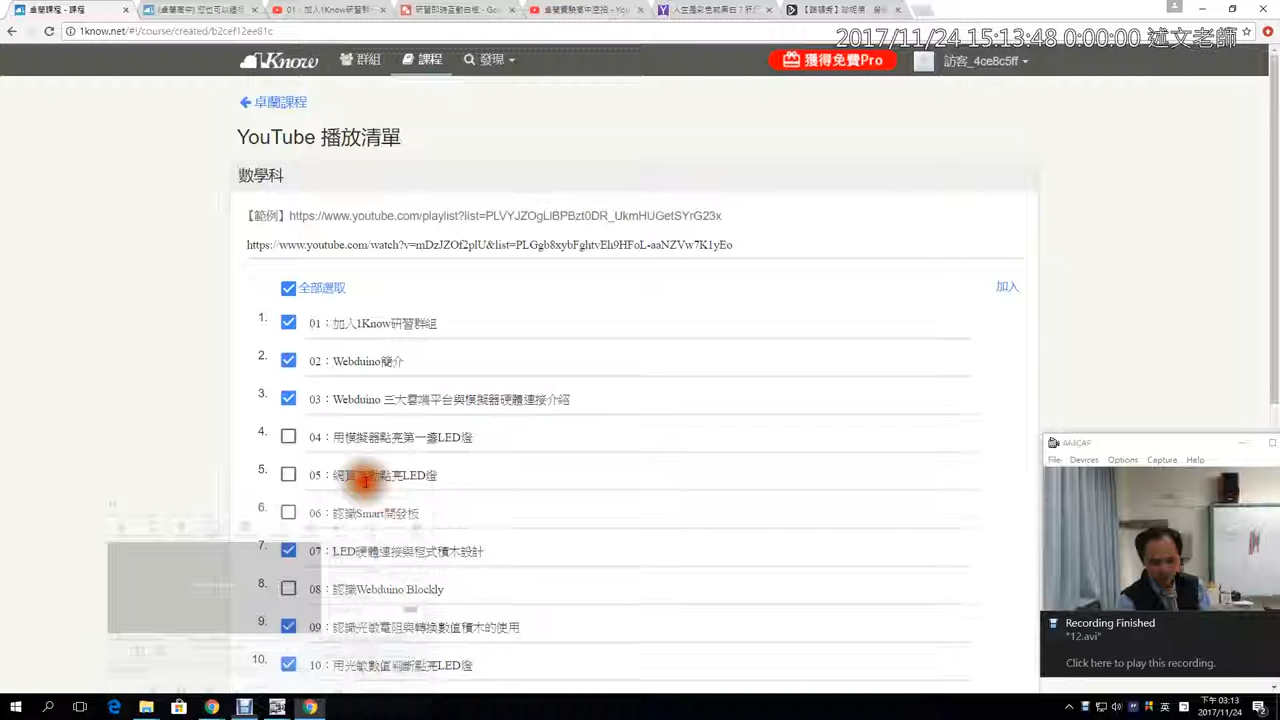 卓蘭課程 - 課程
1know.net/#!/course/created/b2cef12ee81c
2017/11/24 15:13:48 0:00:00 述文老師
1Know
群組
課程
發現
獲得免費Pro
訪客_4ce8c5ff
卓蘭課程
YouTube 播放清單
數學科
【範例】https://www.youtube.com/playlist?list=PLVYJZOgLlBPBzt0DR_UkmHUGetSYrG23x
https://www.youtube.com/watch?v=mDzJZOf2plU&list=PLGgb8xybFghtvEh9HFoL-aaNZVw7K1yEo
全部選取
加入
1. 01：加入1Know研習群組
2. 02：Webduino簡介
3. 03：Webduino 三大雲端平台與模擬器硬體連接介紹
4. 04：用模擬器點亮第一盞LED燈
5. 05：網頁 點亮LED燈
6. 06：認識Smart開發板
7. 07：LED硬體連接與程式積木設計
8. 08：認識Webduino Blockly
9. 09：認識光敏電阻與轉換數值積木的使用
10. 10：用光敏數值判斷點亮LED燈
AMCAP
File Devices Options Capture Help
Recording Finished
"12.avi"
Click here to play this recording.
英
下午 03:13
2017/11/24